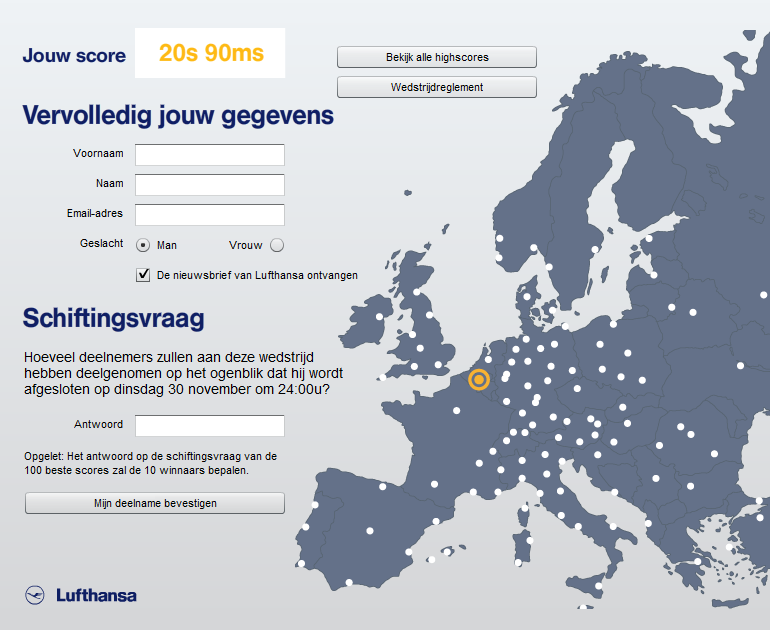 Jouw score 20s 90ms
Bekijk alle highscores
Wedstrijdreglement
Vervolledig jouw gegevens
Voornaam
Naam
Email-adres
Geslacht Man Vrouw
De nieuwsbrief van Lufthansa ontvangen
Schiftingsvraag
Hoeveel deelnemers zullen aan deze wedstrijd
hebben deelgenomen op het ogenblik dat hij wordt
afgesloten op dinsdag 30 november om 24:00u?
Antwoord
Opgelet: Het antwoord op de schiftingsvraag van de
100 beste scores zal de 10 winnaars bepalen.
Mijn deelname bevestigen
Lufthansa